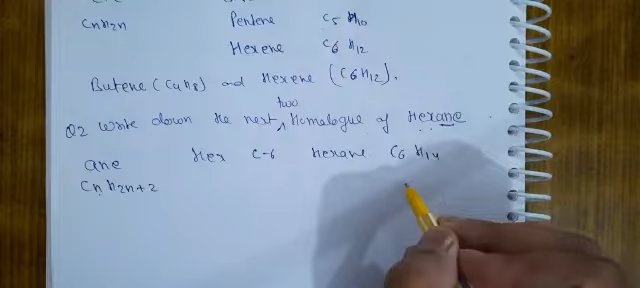 CnH2n Pentene C5 H10
Hexene C6 H12
Butene (C4H8) and Hexene (C6H12).
two
Q2 Write down the next ^ Homologue of Hexane
ane Hex C-6 Hexane C6 H14
CnH2n+2